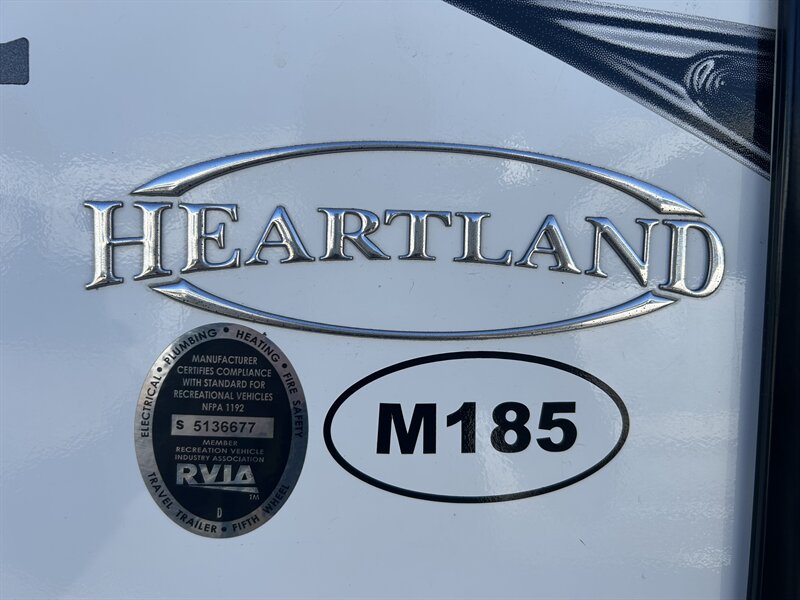 HEARTLAND
ELECTRICAL • PLUMBING • HEATING • FIRE SAFETY
MANUFACTURER
CERTIFIES COMPLIANCE
WITH STANDARD FOR
RECREATIONAL VEHICLES
NFPA 1192
S 5136677
MEMBER
RECREATION VEHICLE
INDUSTRY ASSOCIATION
RVIA
TM
D
TRAVEL TRAILER • FIFTH WHEEL
M185